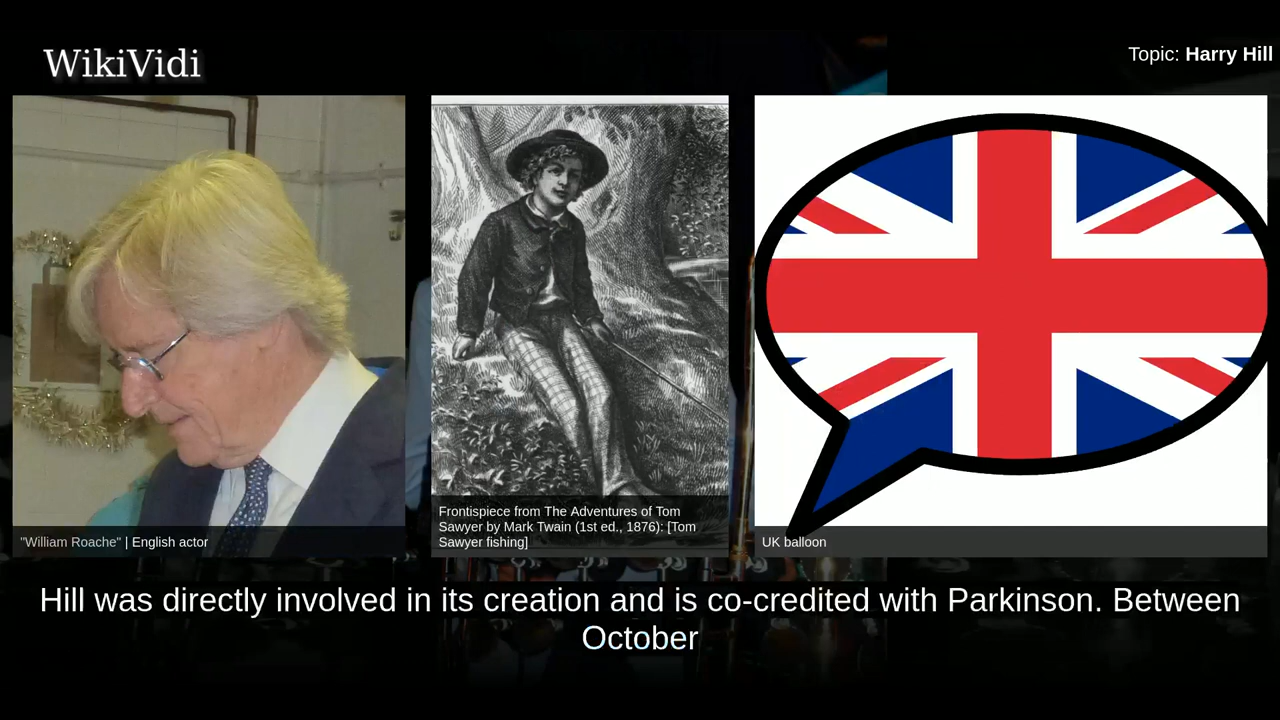 WikiVidi
Topic: Harry Hill
"William Roache" | English actor
Frontispiece from The Adventures of Tom
Sawyer by Mark Twain (1st ed., 1876): [Tom
Sawyer fishing]
UK balloon
Hill was directly involved in its creation and is co-credited with Parkinson. Between
October